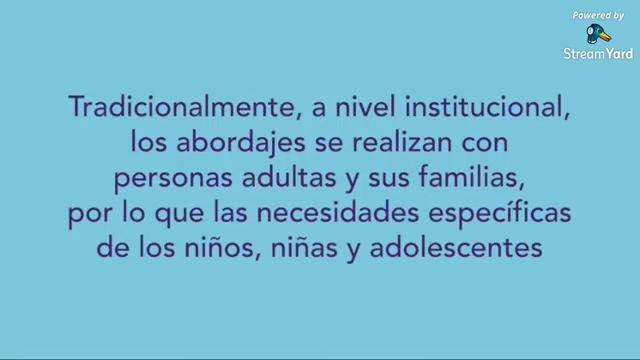 Powered by
StreamYard
Tradicionalmente, a nivel institucional,
los abordajes se realizan con
personas adultas y sus familias,
por lo que las necesidades específicas
de los niños, niñas y adolescentes